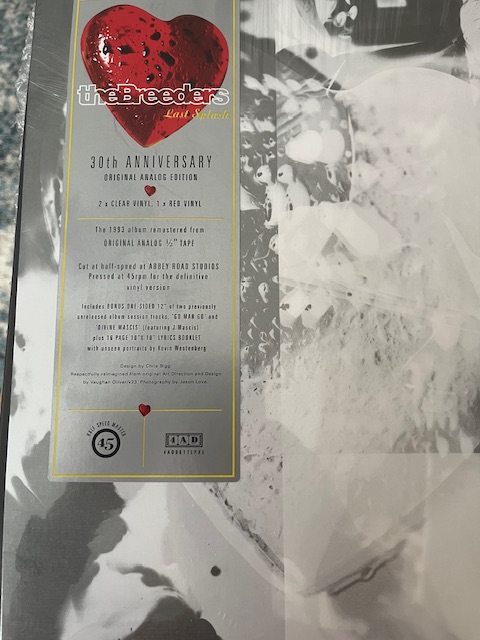 theBreeders
Last Splash
30th ANNIVERSARY
ORIGINAL ANALOG EDITION
2 x CLEAR VINYL, 1 x RED VINYL
The 1993 album remastered from
ORIGINAL ANALOG ½" TAPE
Cut at half-speed at ABBEY ROAD STUDIOS
Pressed at 45rpm for the definitive
vinyl version
Includes BONUS ONE-SIDED 12" of two previously
unreleased album session tracks, 'GO MAN GO' and
'DIVINE MASCIS' (featuring J Mascis)
plus 16 PAGE 10"x 10" LYRICS BOOKLET
with unseen portraits by Kevin Westenberg
Design by Chris Bigg
Respectfully reimagined from original Art Direction and Design
by Vaughan Oliver/v23. Photography by Jason Love.
HALF SPEED MASTER
45
4AD